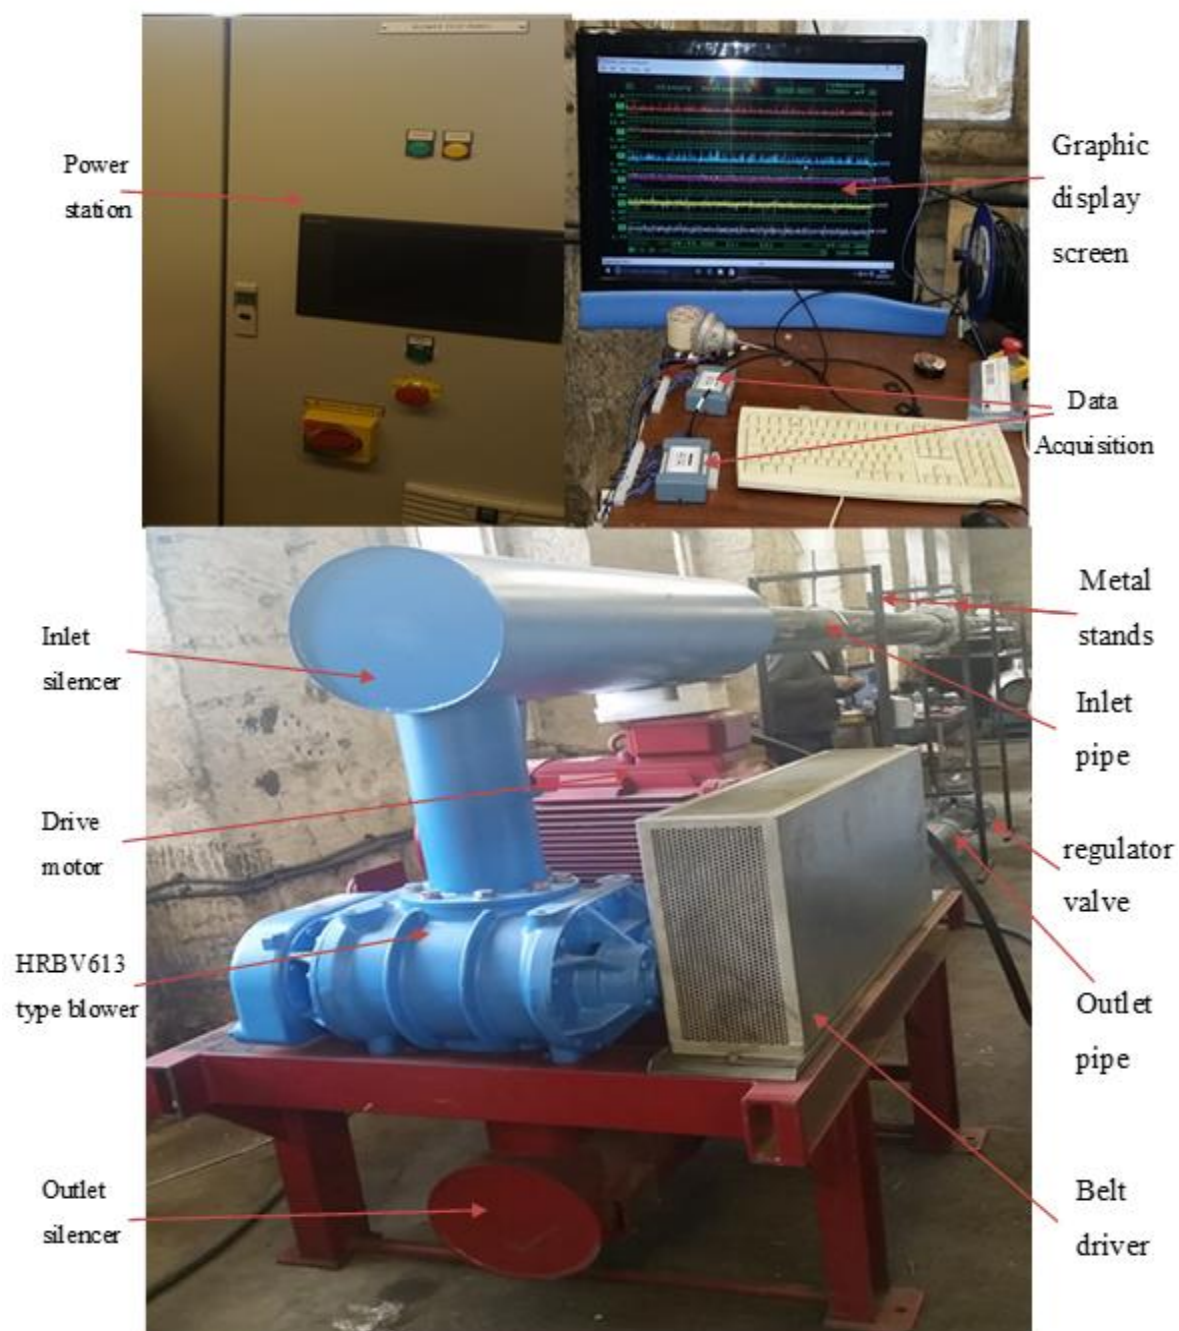 Power
station
Graphic
display
screen
Data
Acquisition
Metal
stands
Inlet
silencer
Inlet
pipe
Drive
motor
regulator
valve
HRBV613
type blower
Outlet
pipe
Outlet
silencer
Belt
driver